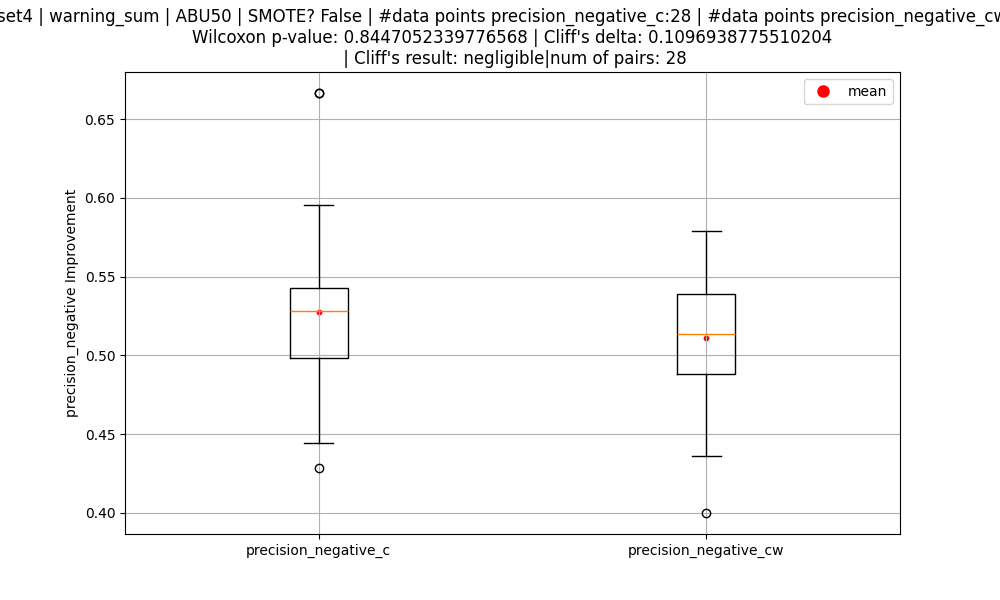 set4 | warning_sum | ABU50 | SMOTE? False | #data points precision_negative_c:28 | #data points precision_negative_cw
Wilcoxon p-value: 0.8447052339776568 | Cliff's delta: 0.1096938775510204
| Cliff's result: negligible|num of pairs: 28
mean
0.65
0.60
0.55
0.50
0.45
0.40
precision_negative Improvement
precision_negative_c
precision_negative_cw